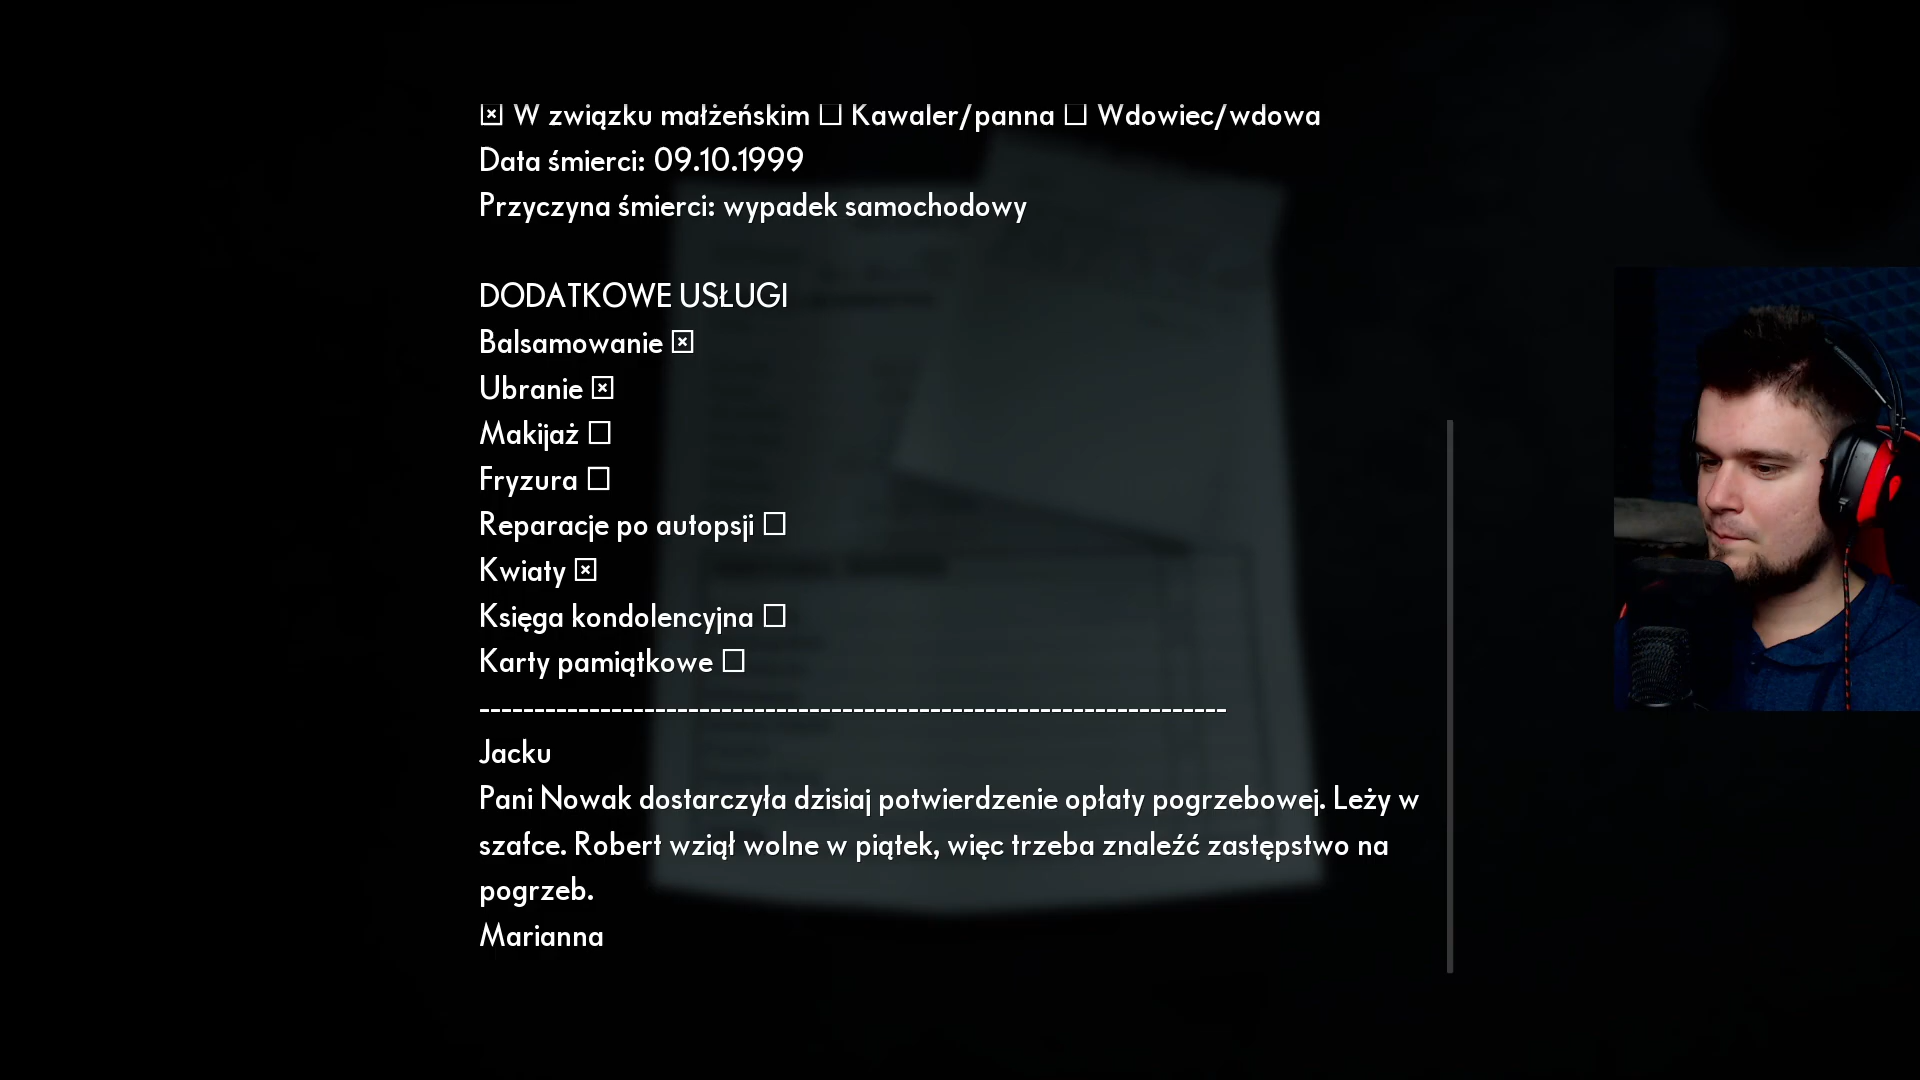 ☒ W związku małżeńskim ☐ Kawaler/panna ☐ Wdowiec/wdowa
Data śmierci: 09.10.1999
Przyczyna śmierci: wypadek samochodowy
DODATKOWE USŁUGI
Balsamowanie ☒
Ubranie ☒
Makijaż ☐
Fryzura ☐
Reparacje po autopsji ☐
Kwiaty ☒
Księga kondolencyjna ☐
Karty pamiątkowe ☐
--------------------------------------------------------------------
Jacku
Pani Nowak dostarczyła dzisiaj potwierdzenie opłaty pogrzebowej. Leży w
szafce. Robert wziął wolne w piątek, więc trzeba znaleźć zastępstwo na
pogrzeb.
Marianna